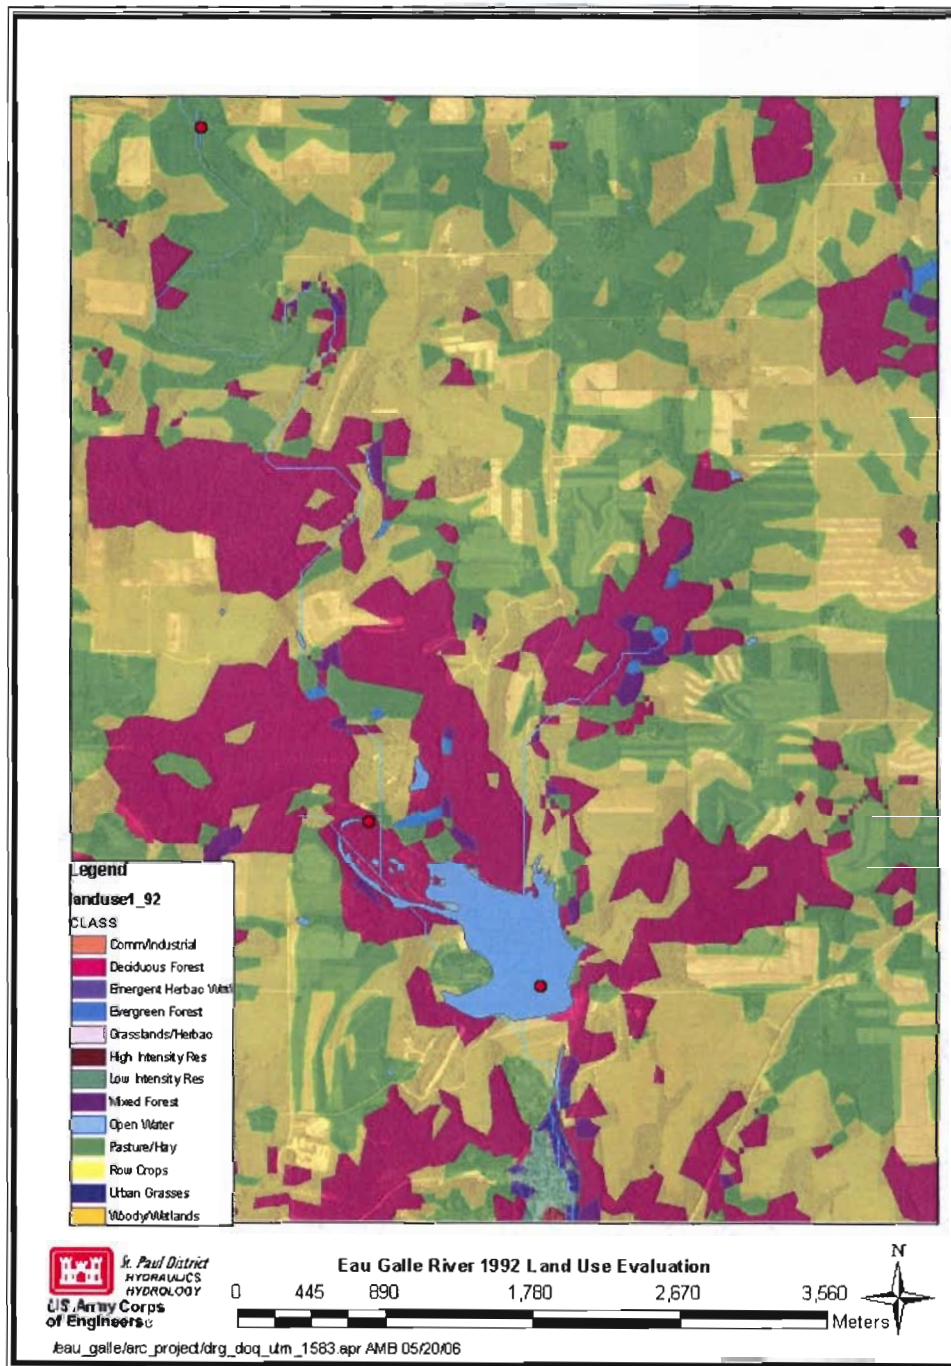 Legend
landuse1_92
CLASS
Comm/Industrial
Deciduous Forest
Emergent Herbac Wetl
Evergreen Forest
Grasslands/Herbac
High Intensity Res
Low Intensity Res
Mixed Forest
Open Water
Pasture/Hay
Row Crops
Urban Grasses
Woody/Wetlands
St. Paul District
HYDRAULICS
HYDROLOGY
US Army Corps
of Engineers®
Eau Galle River 1992 Land Use Evaluation
0 445 890 1,780 2,670 3,560
Meters
N
/eau_galle/arc_project/drg_doq_utm_1583.apr AMB 05/20/06